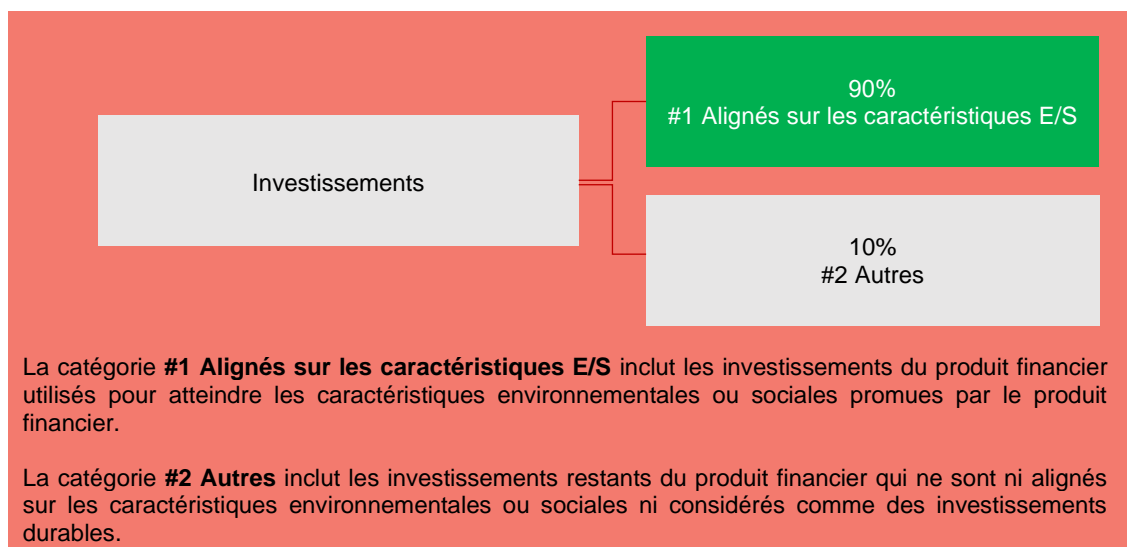 90%
#1 Alignés sur les caractéristiques E/S
Investissements
10%
#2 Autres
La catégorie #1 Alignés sur les caractéristiques E/S inclut les investissements du produit financier
utilisés pour atteindre les caractéristiques environnementales ou sociales promues par le produit
financier.
La catégorie #2 Autres inclut les investissements restants du produit financier qui ne sont ni alignés
sur les caractéristiques environnementales ou sociales ni considérés comme des investissements
durables.